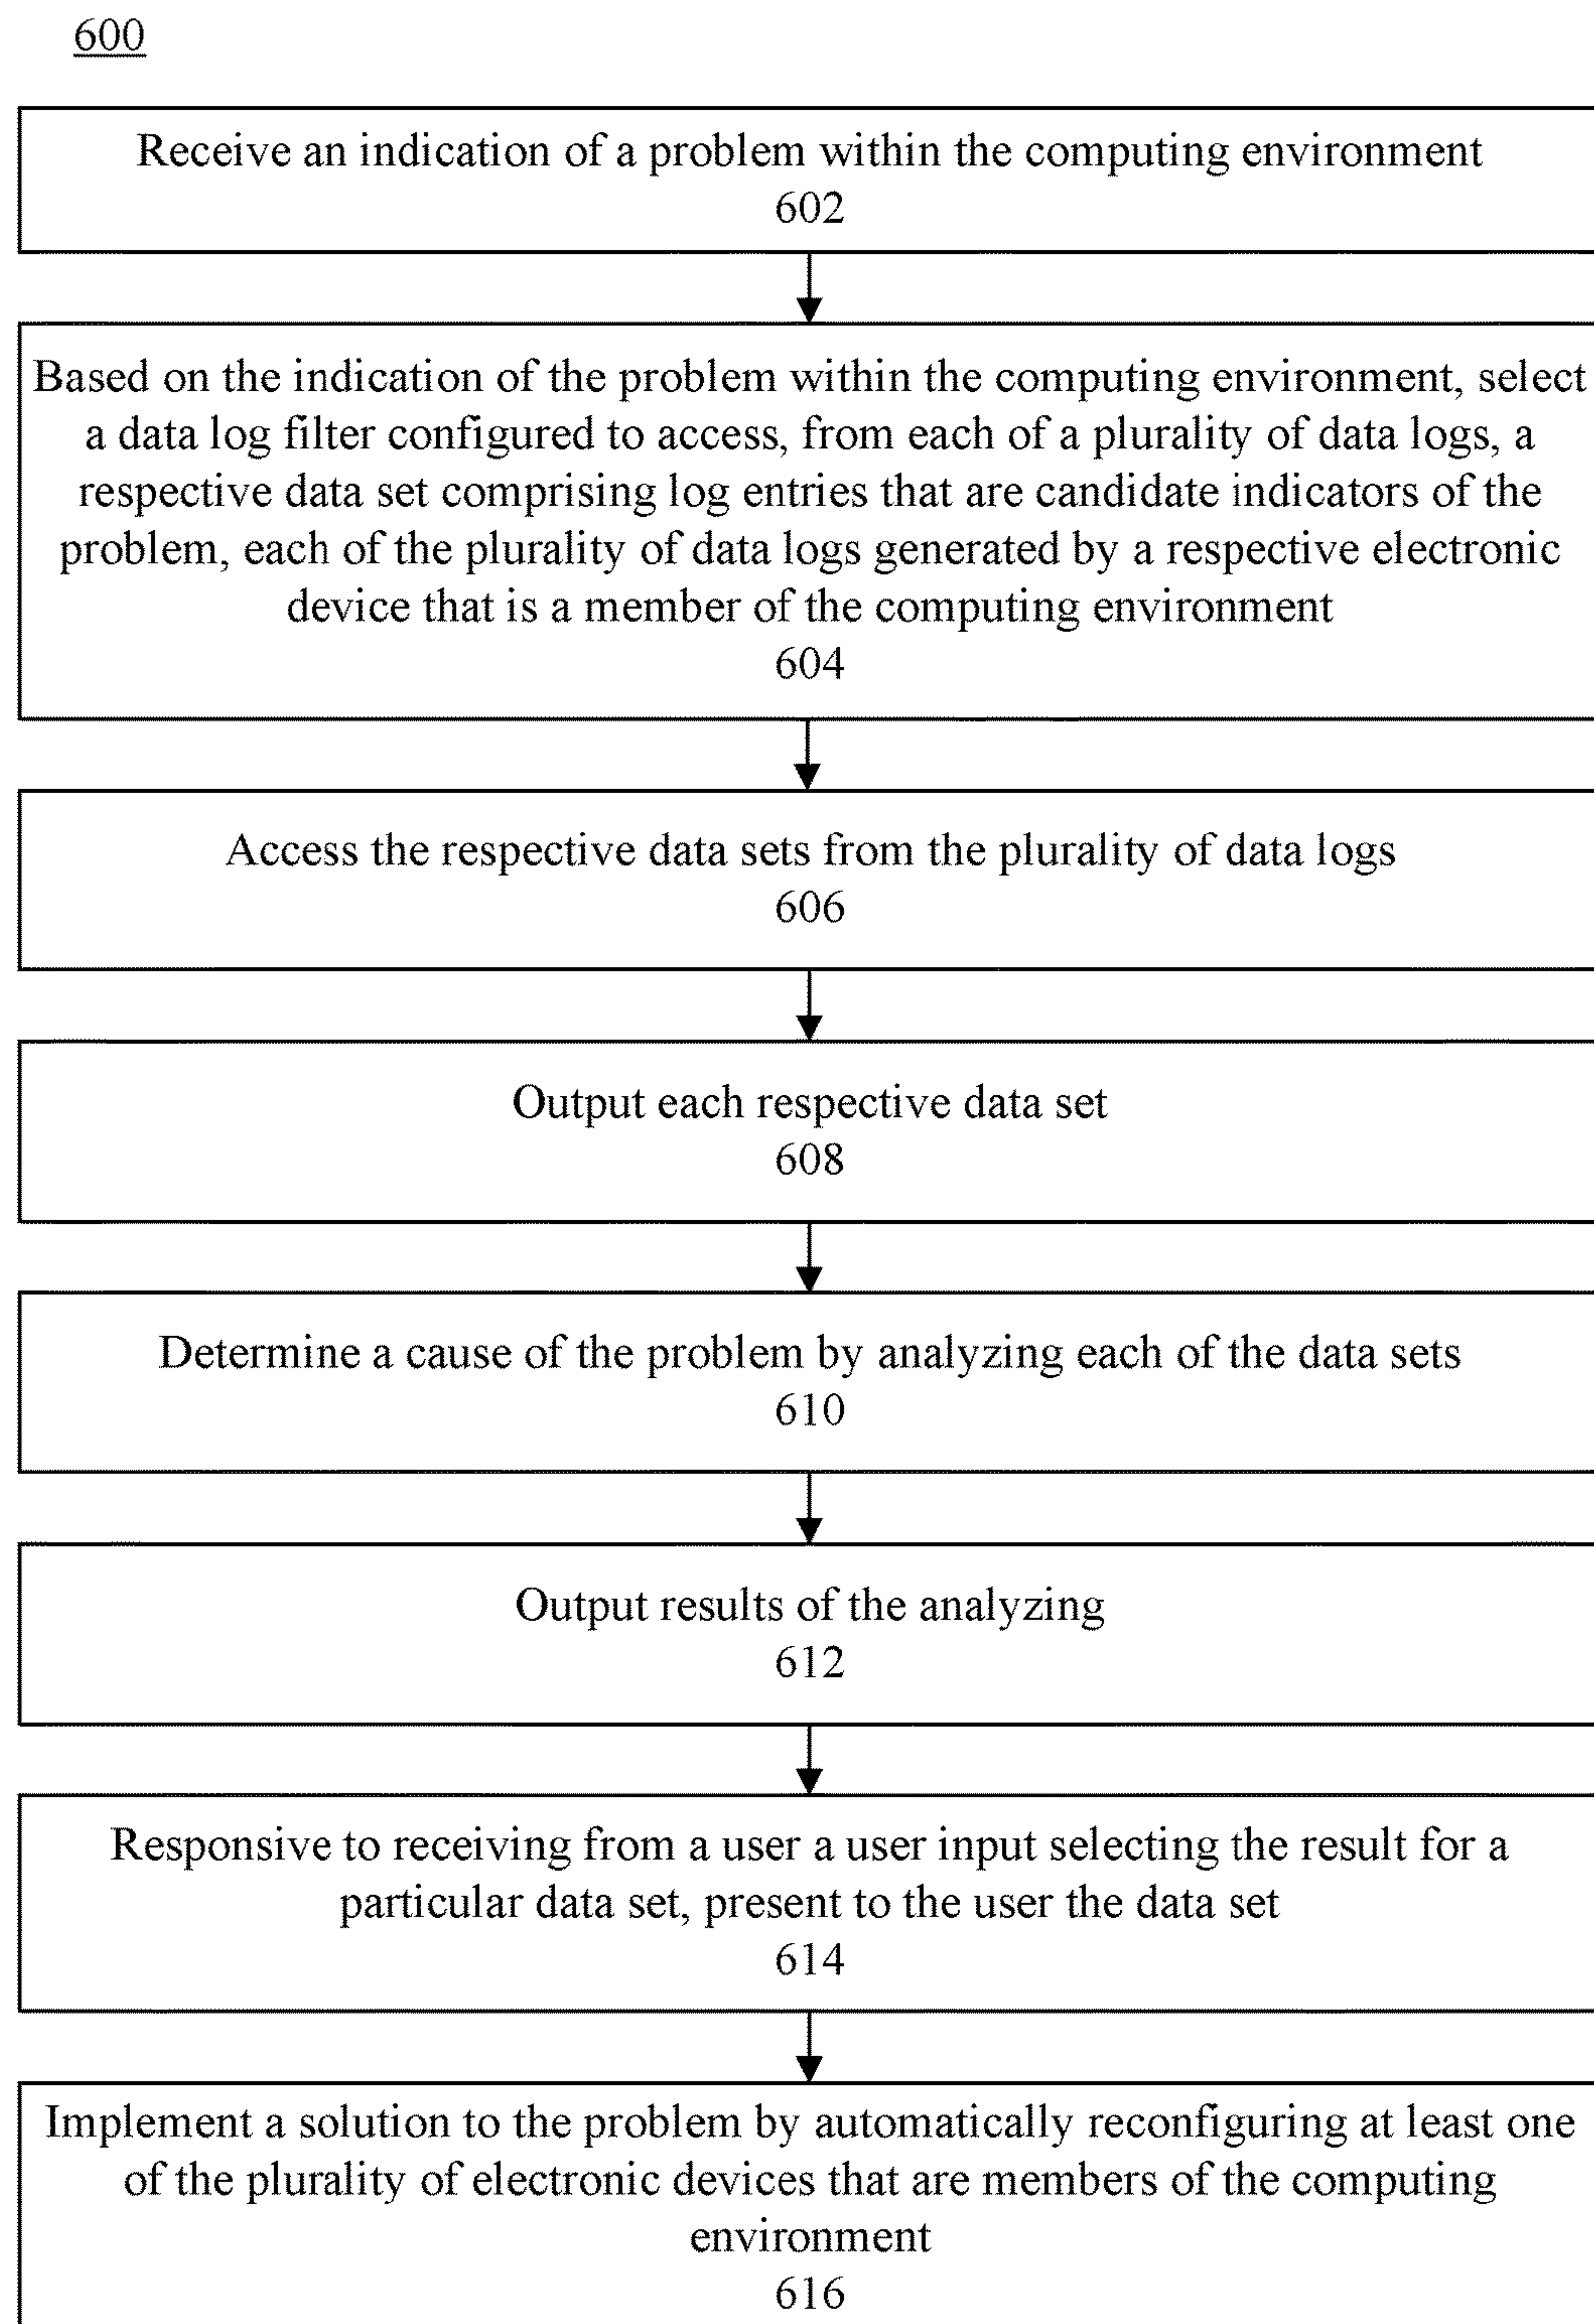 600
Receive an indication of a problem within the computing environment
602
Based on the indication of the problem within the computing environment, select
a data log filter configured to access, from each of a plurality of data logs, a
respective data set comprising log entries that are candidate indicators of the
problem, each of the plurality of data logs generated by a respective electronic
device that is a member of the computing environment
604
Access the respective data sets from the plurality of data logs
606
Output each respective data set
608
Determine a cause of the problem by analyzing each of the data sets
610
Output results of the analyzing
612
Responsive to receiving from a user a user input selecting the result for a
particular data set, present to the user the data set
614
Implement a solution to the problem by automatically reconfiguring at least one
of the plurality of electronic devices that are members of the computing
environment
616